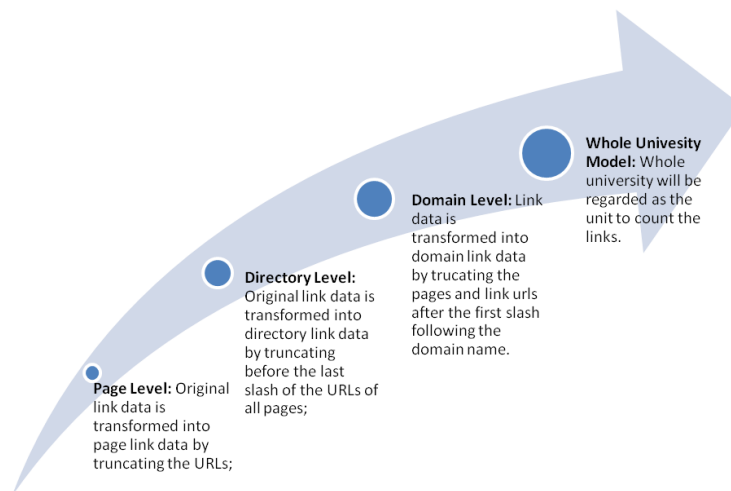 Page Level: Original
link data is
transformed into
page link data by
truncating the URLs;
Directory Level:
Original link data is
transformed into
directory link data
by truncating
before the last
slash of the URLs of
all pages;
Domain Level: Link
data is
transformed into
domain link data
by trucating the
pages and link urls
after the first slash
following the
domain name.
Whole Univesity
Model: Whole
university will be
regarded as the
unit to count the
links.